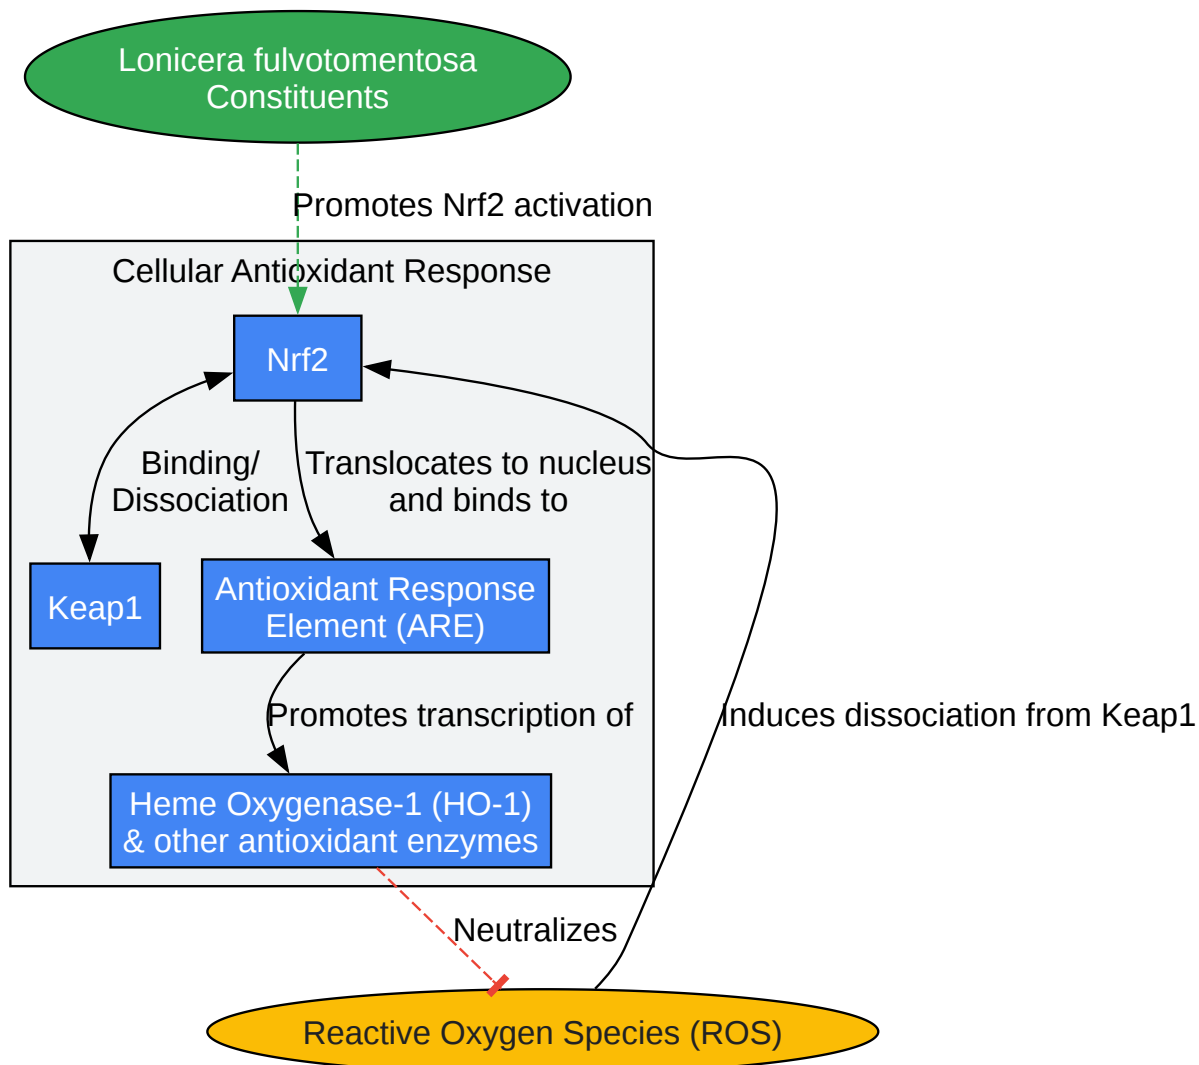 Lonicera fulvotomentosa
Constituents
Promotes Nrf2 activation
Cellular Antioxidant Response
Nrf2
Binding/
Dissociation
Translocates to nucleus
and binds to
Keap1
Antioxidant Response
Element (ARE)
Promotes transcription of
Induces dissociation from Keap1
Heme Oxygenase-1 (HO-1)
& other antioxidant enzymes
Neutralizes
Reactive Oxygen Species (ROS)